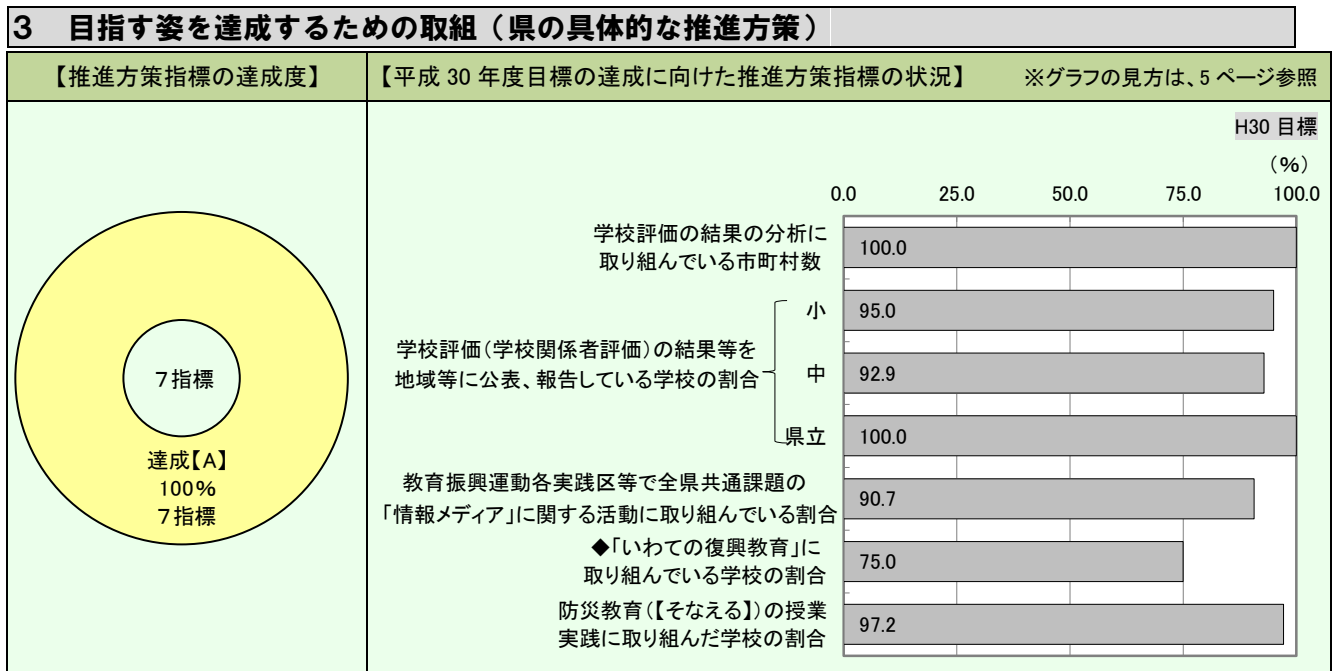 3 目指す姿を達成するための取組（県の具体的な推進方策）
【推進方策指標の達成度】
【平成 30 年度目標の達成に向けた推進方策指標の状況】 ※グラフの見方は、5 ページ参照
7指標
達成【A】
100%
7指標
H30 目標
（%）
0.0 25.0 50.0 75.0 100.0
学校評価の結果の分析に
取り組んでいる市町村数
100.0
学校評価（学校関係者評価）の結果等を
地域等に公表、報告している学校の割合
小
95.0
中
92.9
県立
100.0
教育振興運動各実践区等で全県共通課題の
「情報メディア」に関する活動に取り組んでいる割合
90.7
◆「いわての復興教育」に
取り組んでいる学校の割合
75.0
防災教育（【そなえる】）の授業
実践に取り組んだ学校の割合
97.2